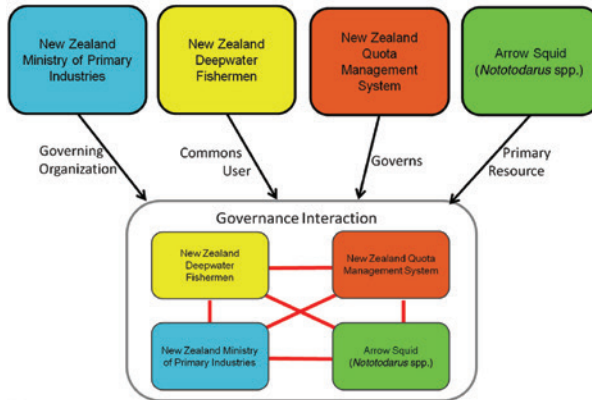 New Zealand
Ministry of Primary
Industries
New Zealand
Deepwater
Fishermen
New Zealand
Quota
Management
System
Arrow Squid
(Nototodarus spp.)
Governing
Organization
Commons
User
Governs
Primary
Resource
Governance Interaction
New Zealand
Deepwater
Fishermen
New Zealand Quota
Management System
New Zealand Ministry
of Primary Industries
Arrow Squid
(Nototodarus spp.)